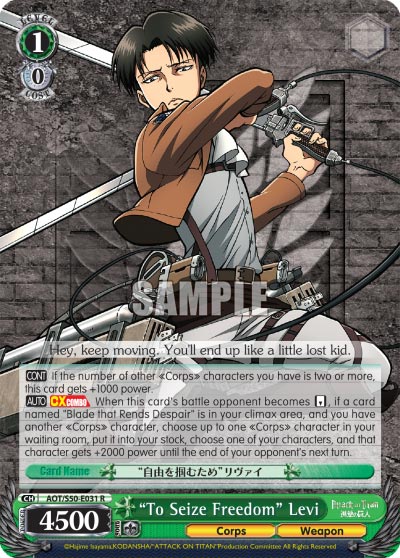 LEVEL
1
0
COST
SAMPLE
Hey, keep moving. You'll end up like a little lost kid.
CONT If the number of other «Corps» characters you have is two or more,
this card gets +1000 power.
AUTO CX COMBO When this card's battle opponent becomes [ ], if a card
named "Blade that Rends Despair" is in your climax area, and you have
another «Corps» character, choose up to one «Corps» character in your
waiting room, put it into your stock, choose one of your characters, and that
character gets +2000 power until the end of your opponent's next turn.
Card Name
"自由を掴むため"リヴァイ
CH AOT/S50-E031 R
4500
"To Seize Freedom" Levi
進撃の巨人
Corps
Weapon
©Hajime Isayama,KODANSHA/"ATTACK ON TITAN"Production Committee. All Rights Reserved